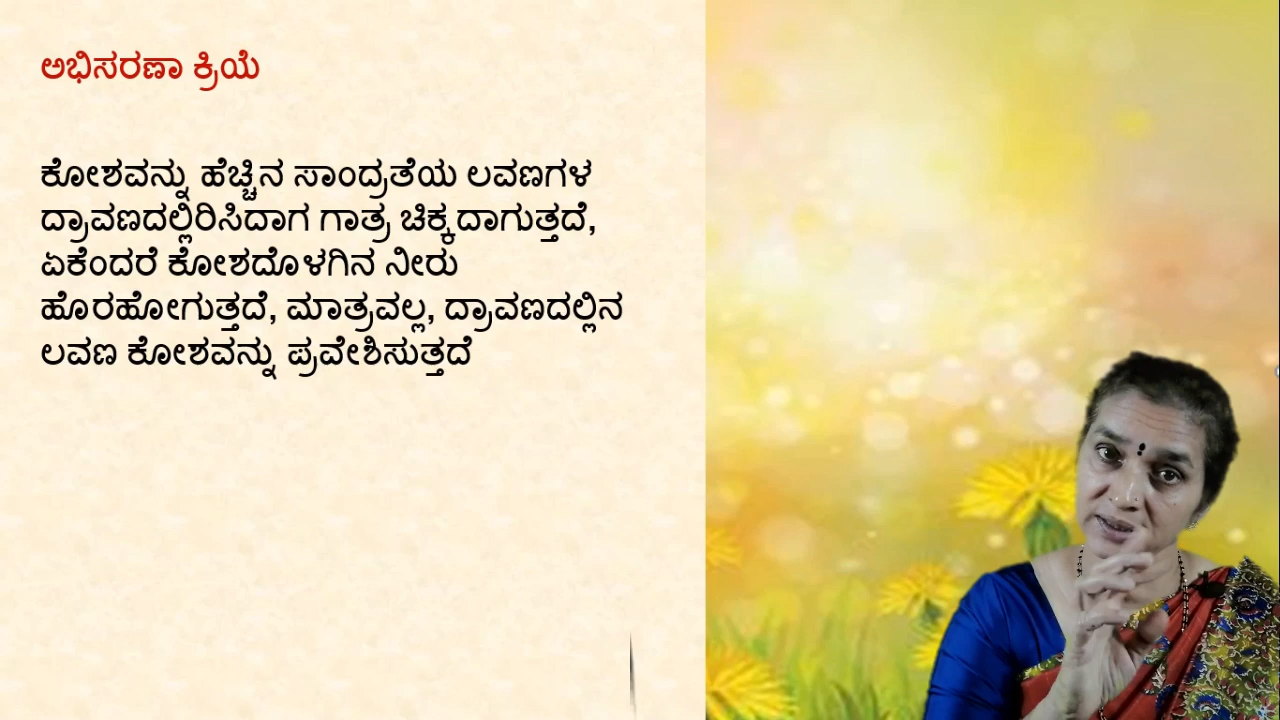 ಅಭಿಸರಣಾ ಕ್ರಿಯೆ
ಕೋಶವನ್ನು ಹೆಚ್ಚಿನ ಸಾಂದ್ರತೆಯ ಲವಣಗಳ
ದ್ರಾವಣದಲ್ಲಿರಿಸಿದಾಗ ಗಾತ್ರ ಚಿಕ್ಕದಾಗುತ್ತದೆ,
ಏಕೆಂದರೆ ಕೋಶದೊಳಗಿನ ನೀರು
ಹೊರಹೋಗುತ್ತದೆ, ಮಾತ್ರವಲ್ಲ, ದ್ರಾವಣದಲ್ಲಿನ
ಲವಣ ಕೋಶವನ್ನು ಪ್ರವೇಶಿಸುತ್ತದೆ